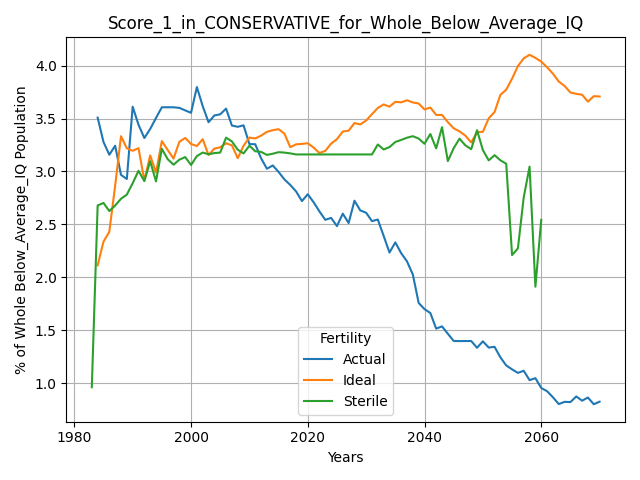 Score_1_in_CONSERVATIVE_for_Whole_Below_Average_IQ
% of Whole Below_Average_IQ Population
4.0
3.5
3.0
2.5
2.0
1.5
1.0
Fertility
Actual
Ideal
Sterile
1980
2000
2020
2040
2060
Years